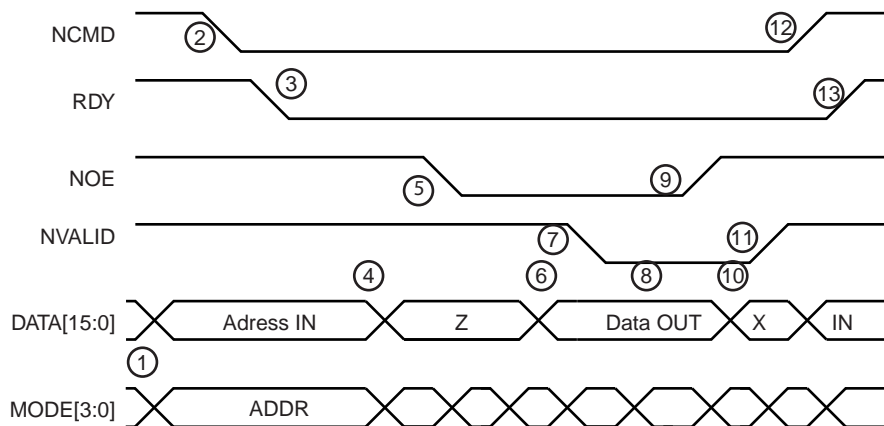 NCMD
2
12
RDY
3
13
NOE
5
9
NVALID
7
11
4
6
8
10
DATA[15:0]
Adress IN
Z
Data OUT
X
IN
1
MODE[3:0]
ADDR